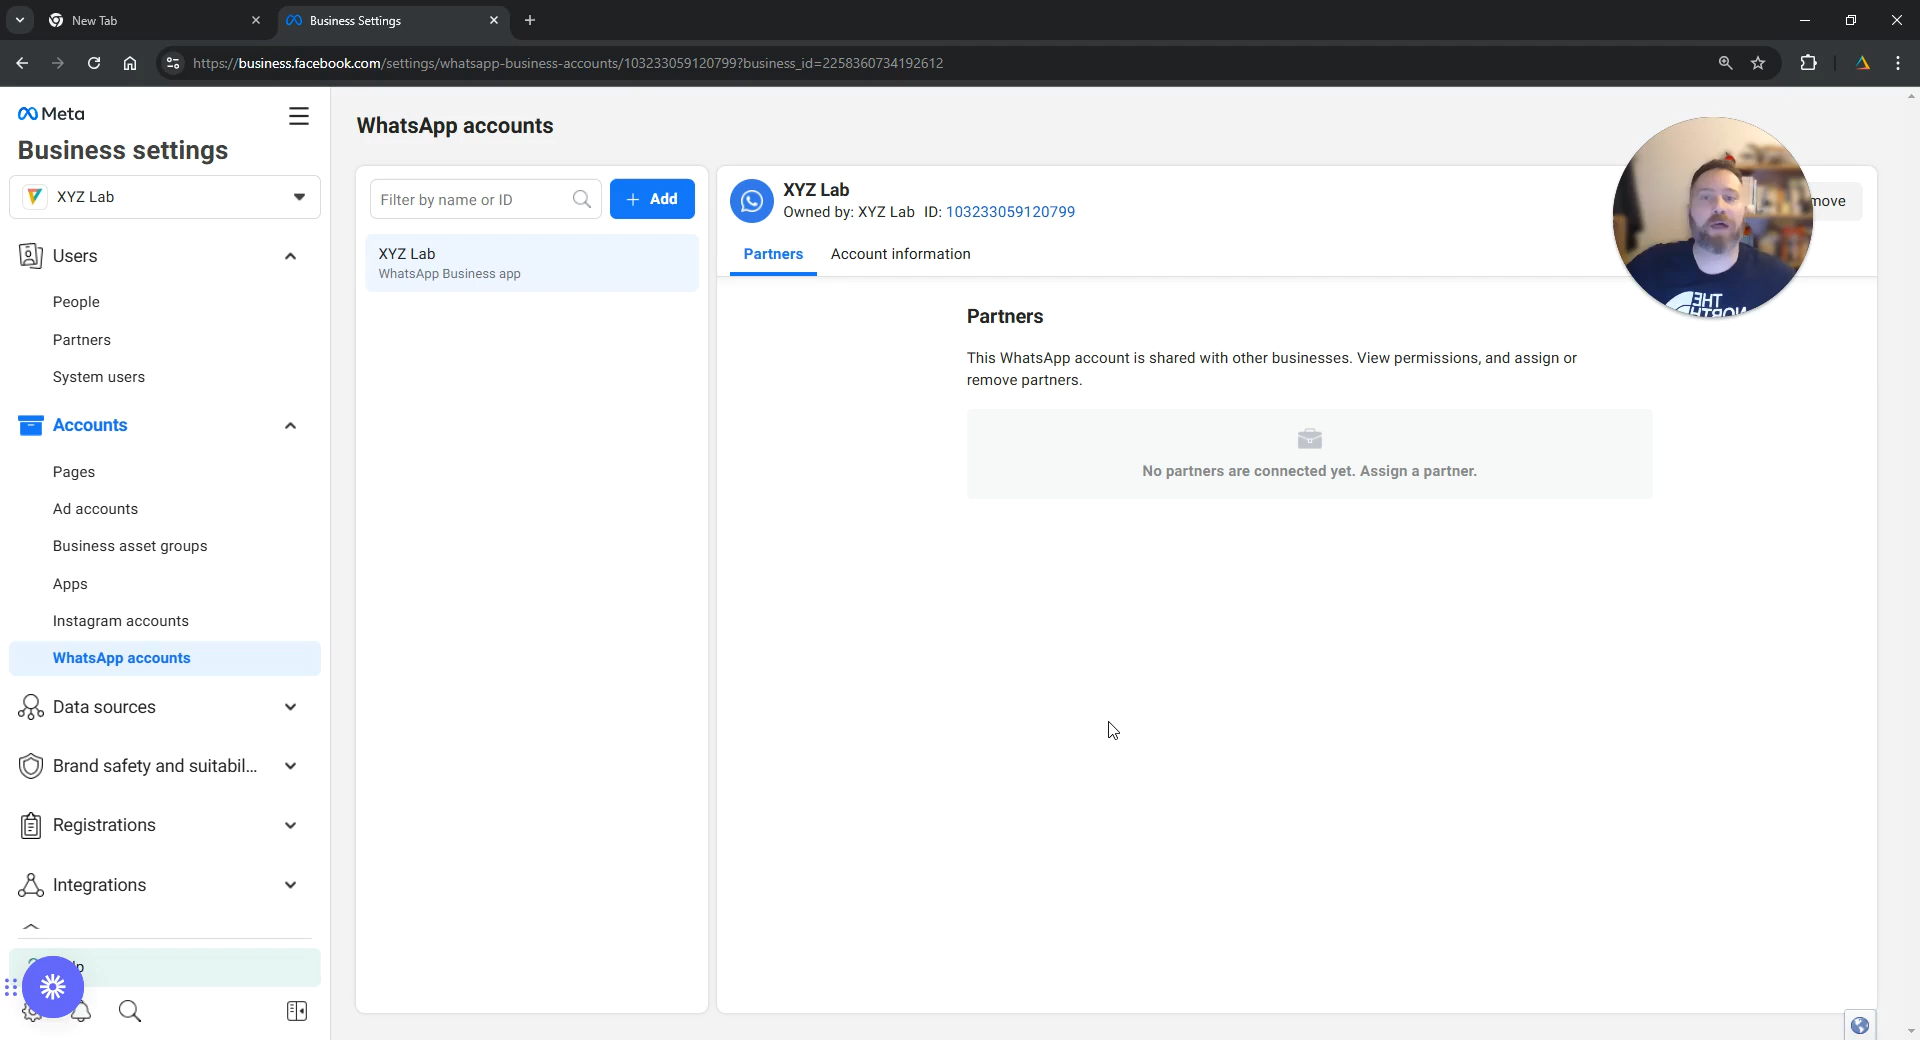 New Tab
Business Settings
https://business.facebook.com/settings/whatsapp-business-accounts/103233059120799?business_id=2258360734192612
Meta
Business settings
XYZ Lab
Users
People
Partners
System users
Accounts
Pages
Ad accounts
Business asset groups
Apps
Instagram accounts
WhatsApp accounts
Data sources
Brand safety and suitabil...
Registrations
Integrations
WhatsApp accounts
Filter by name or ID
+ Add
XYZ Lab
WhatsApp Business app
XYZ Lab
Owned by: XYZ Lab ID: 103233059120799
move
Partners
Account information
Partners
This WhatsApp account is shared with other businesses. View permissions, and assign or
remove partners.
No partners are connected yet. Assign a partner.
THE